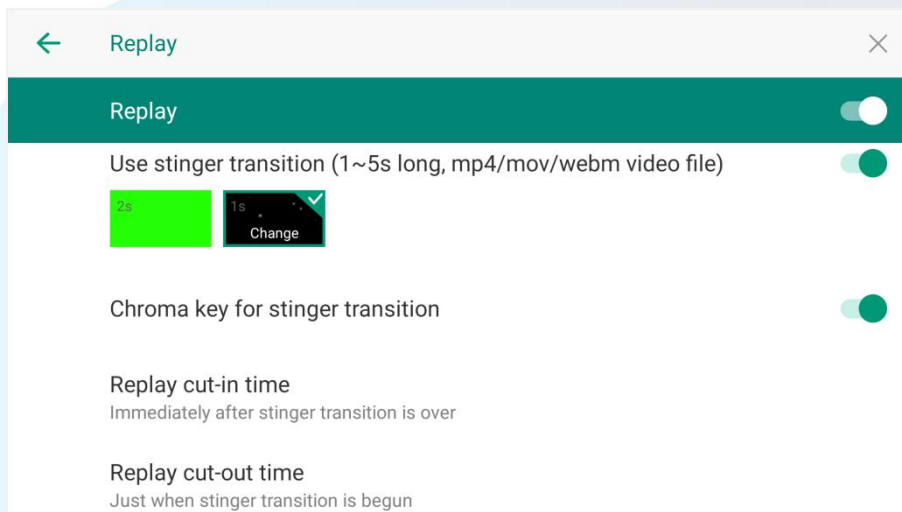 Replay
Replay
Use stinger transition (1~5s long, mp4/mov/webm video file)
2s
1s
Change
Chroma key for stinger transition
Replay cut-in time
Immediately after stinger transition is over
Replay cut-out time
Just when stinger transition is begun